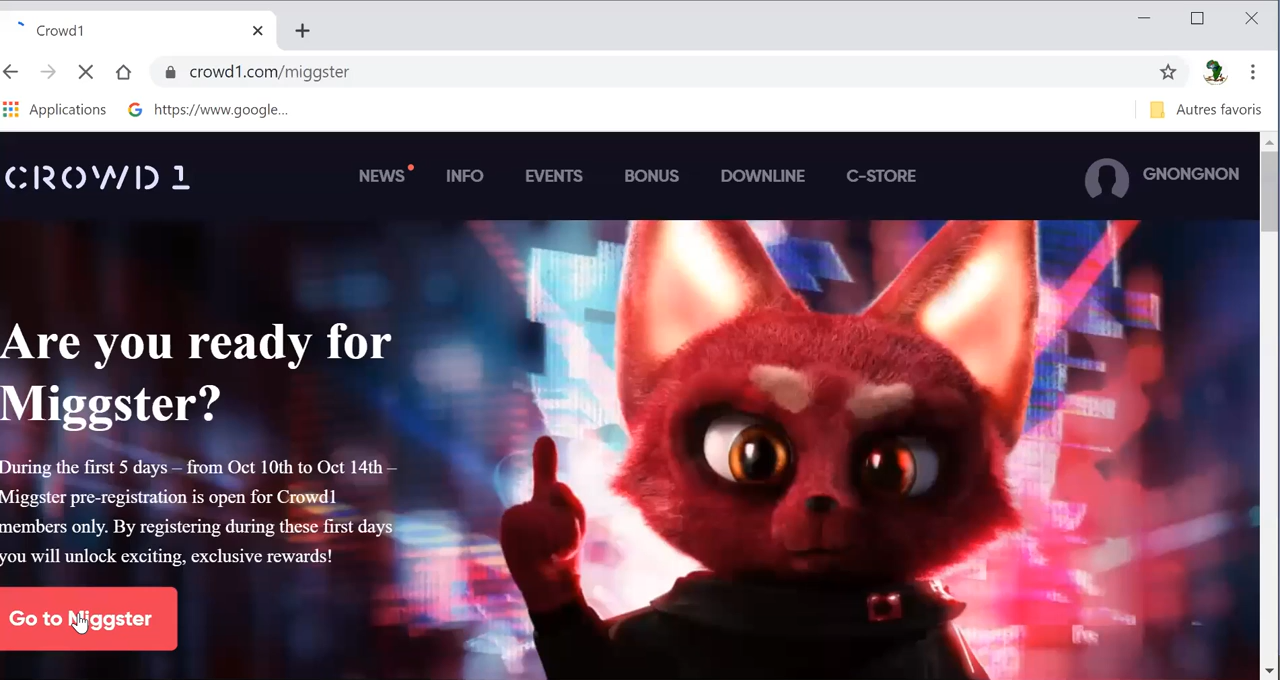 Crowd1
crowd1.com/miggster
Applications
https://www.google...
Autres favoris
CROWD 1
NEWS
INFO
EVENTS
BONUS
DOWNLINE
C-STORE
GNONGNON
Are you ready for
Miggster?
During the first 5 days – from Oct 10th to Oct 14th –
Miggster pre-registration is open for Crowd1
members only. By registering during these first days
you will unlock exciting, exclusive rewards!
Go to Miggster